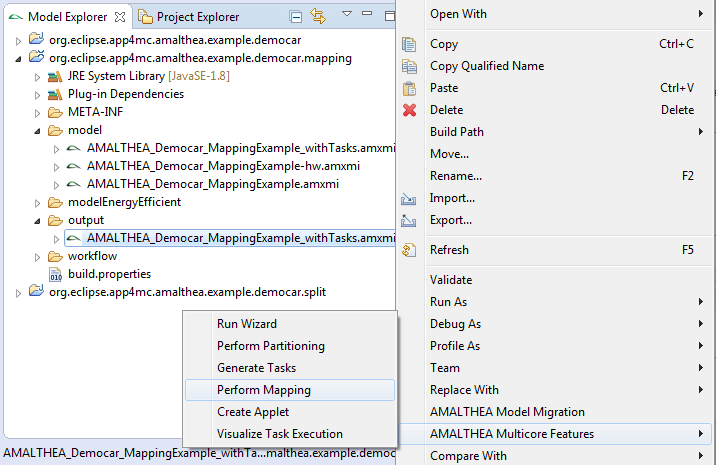 Model Explorer
Project Explorer
org.eclipse.app4mc.amalthea.example.democar
org.eclipse.app4mc.amalthea.example.democar.mapping
JRE System Library [JavaSE-1.8]
Plug-in Dependencies
META-INF
model
AMALTHEA_Democar_MappingExample_withTasks.amxmi
AMALTHEA_Democar_MappingExample-hw.amxmi
AMALTHEA_Democar_MappingExample.amxmi
modelEnergyEfficient
output
AMALTHEA_Democar_MappingExample_withTasks.amxmi
workflow
build.properties
org.eclipse.app4mc.amalthea.example.democar.split
AMALTHEA_Democar_MappingExample_withTa...malthea.example.democ
Run Wizard
Perform Partitioning
Generate Tasks
Perform Mapping
Create Applet
Visualize Task Execution
Open With
Copy Ctrl+C
Copy Qualified Name
Paste Ctrl+V
Delete Delete
Build Path
Move...
Rename... F2
Import...
Export...
Refresh F5
Validate
Run As
Debug As
Profile As
Team
Replace With
AMALTHEA Model Migration
AMALTHEA Multicore Features
Compare With